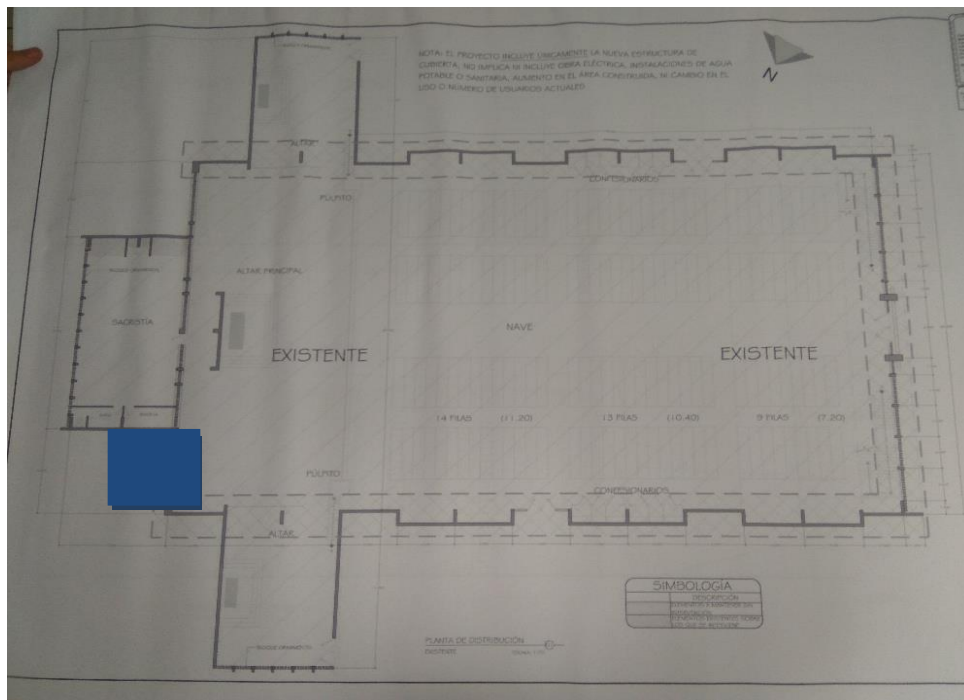 NOTA: EL PROYECTO INCLUYE ÚNICAMENTE LA NUEVA ESTRUCTURA DE
CUBIERTA, NO IMPLICA NI INCLUYE OBRA ELÉCTRICA, INSTALACIONES DE AGUA
POTABLE O SANITARIA, AUMENTO EN EL ÁREA CONSTRUIDA, NI CAMBIO EN EL
USO O NÚMERO DE USUARIOS ACTUALES
N
ALTAR
CONFESIONARIOS
PÚLPITO
ALTAR PRINCIPAL
SACRISTÍA
NAVE
EXISTENTE
EXISTENTE
14 FILAS (11.20) 13 FILAS (10.40) 9 FILAS (7.20)
PÚLPITO
CONFESIONARIOS
ALTAR
SIMBOLOGÍA
DESCRIPCIÓN
PLANTA DE DISTRIBUCIÓN
EXISTENTE